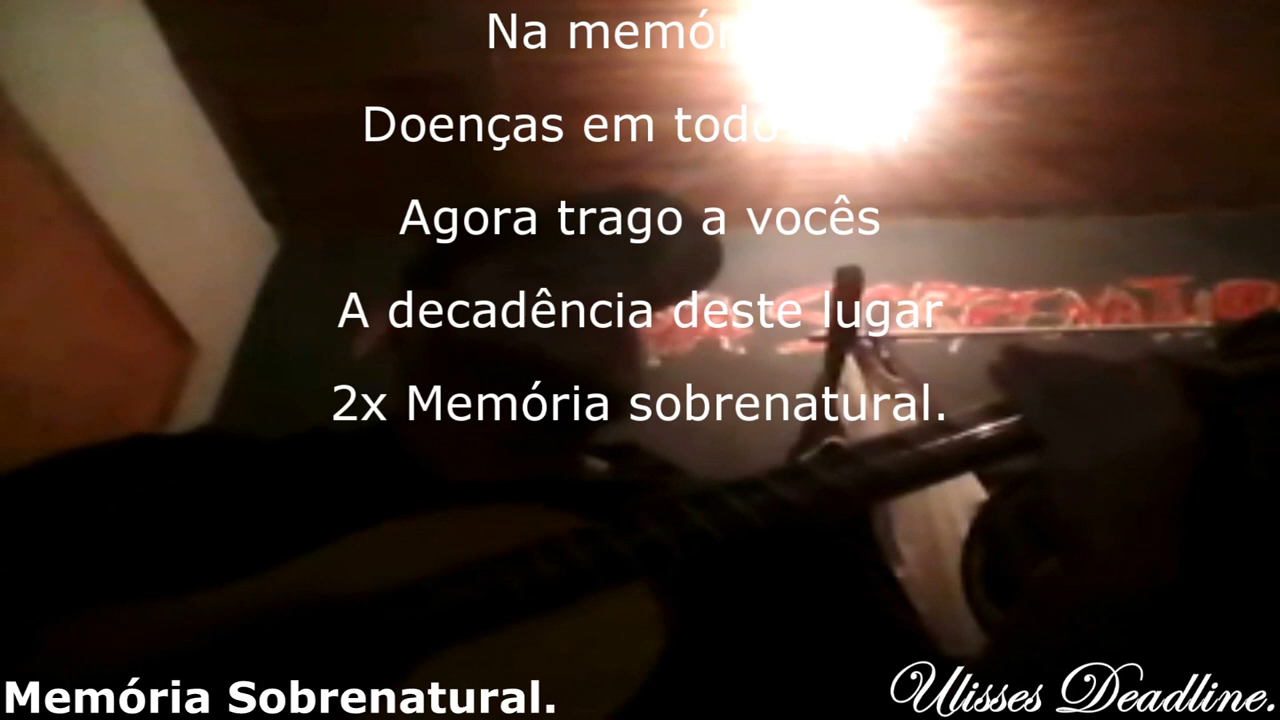 Na memór
Doenças em todo
Agora trago a vocês
A decadência deste lugar
2x Memória sobrenatural.
Memória Sobrenatural.
Ulisses Deadline.